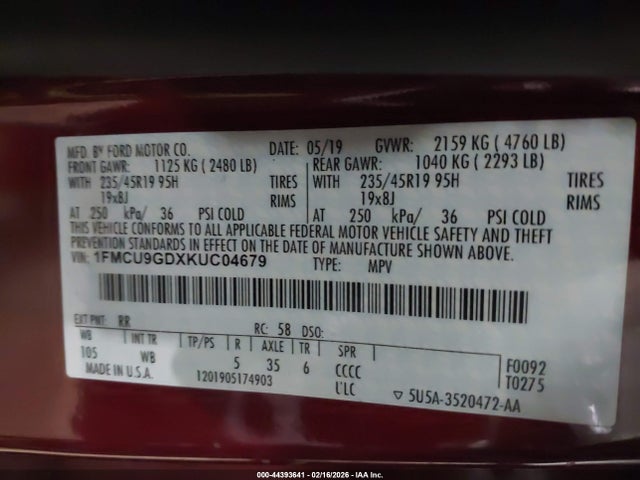 MFD. BY FORD MOTOR CO. DATE: 05/19 GVWR: 2159 KG ( 4760 LB)
FRONT GAWR: 1125 KG ( 2480 LB) REAR GAWR: 1040 KG ( 2293 LB)
WITH 235/45R19 95H TIRES WITH 235/45R19 95H TIRES
19x8J RIMS 19x8J RIMS
AT 250 kPa/ 36 PSI COLD AT 250 kPa/ 36 PSI COLD
THIS VEHICLE CONFORMS TO ALL APPLICABLE FEDERAL MOTOR VEHICLE SAFETY AND THEFT
PREVENTION STANDARDS IN EFFECT ON THE DATE OF MANUFACTURE SHOWN ABOVE.
VIN: 1FMCU9GDXKUC04679 TYPE: MPV
EXT PNT: RR RC: 58 DSO:
WB INT TR TP/PS R AXLE TR SPR
105 WB 5 35 6 CCCC F0092
MADE IN U.S.A. 1201905174903 L'LC T0275
▽ 5U5A-3520472-AA
000-44393641 - 02/16/2026 - IAA Inc.